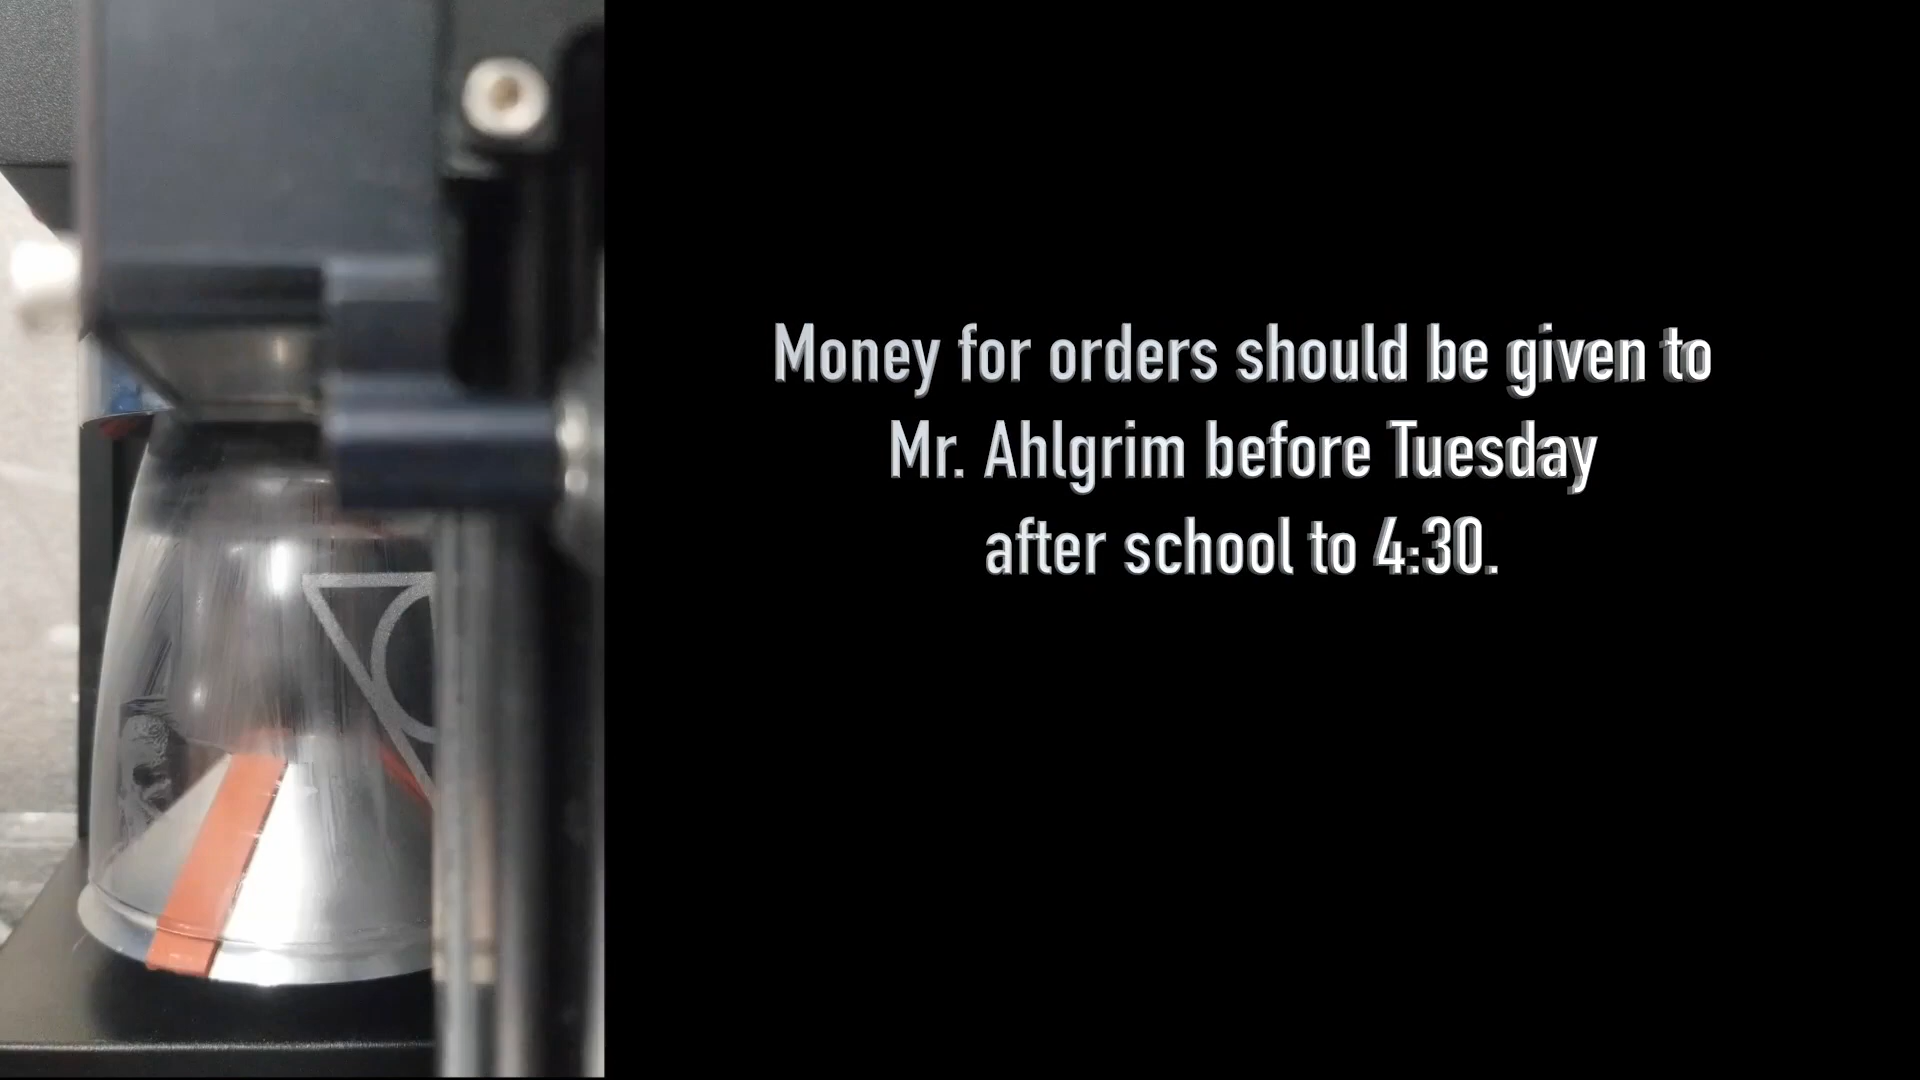 Money for orders should be given to
Mr. Ahlgrim before Tuesday
after school to 4:30.